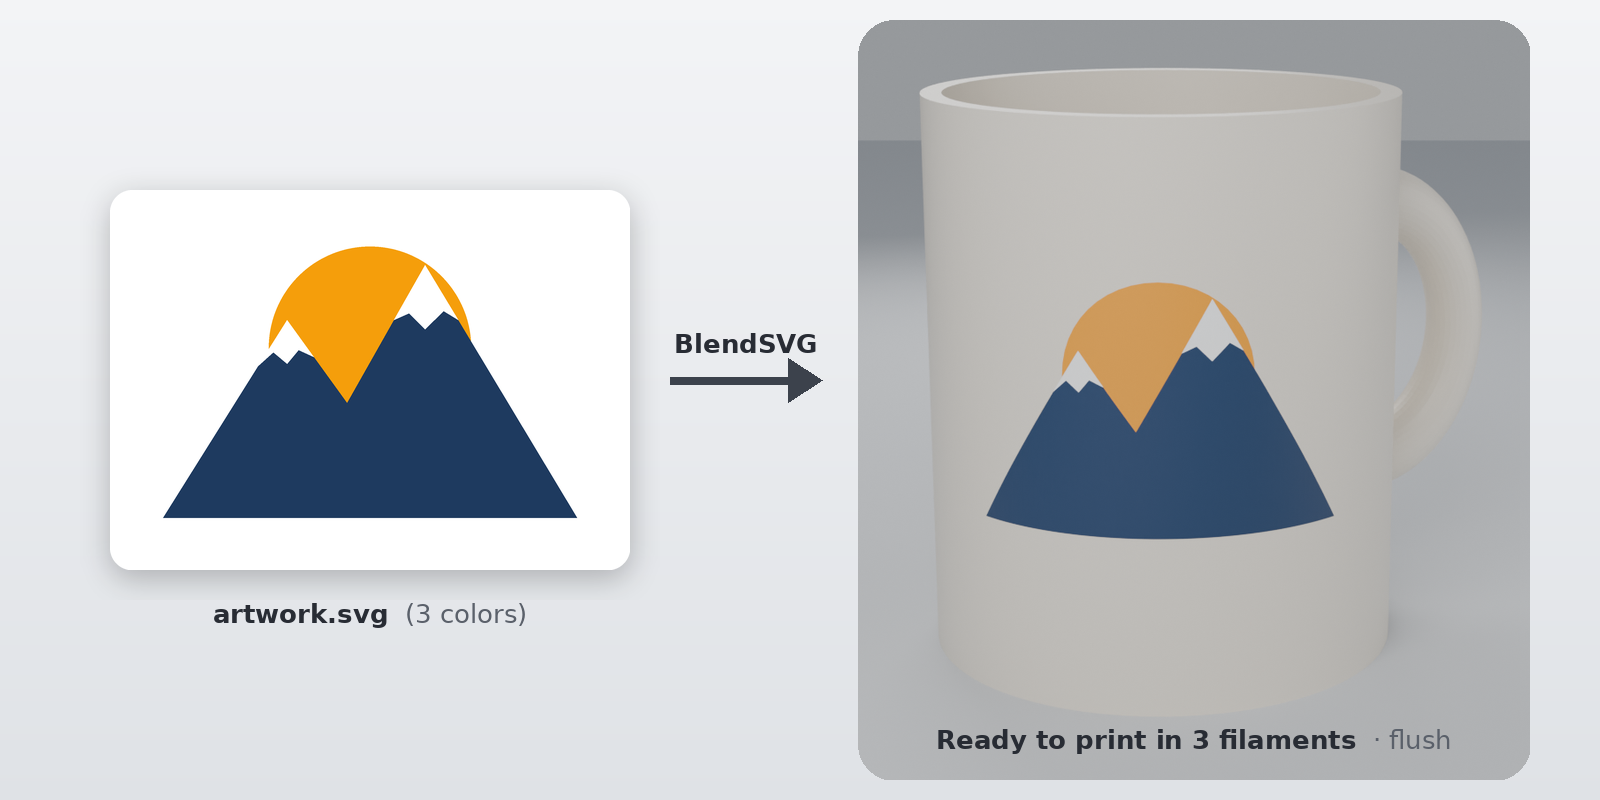 BlendSVG
artwork.svg (3 colors)
Ready to print in 3 filaments · flush